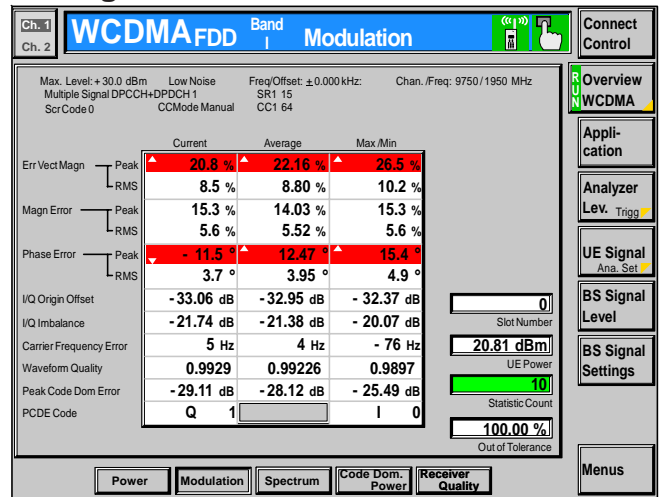 Ch. 1
Ch. 2
WCDMA FDD Band I Modulation
Connect Control
Max. Level: + 30.0 dBm Low Noise Freq/Offset: ± 0.000 kHz: Chan. /Freq: 9750 / 1950 MHz
Multiple Signal DPCCH+DPDCH 1 SR1 15
Scr Code 0 CCMode Manual CC1 64
RUN
Overview WCDMA
Appli-cation
Analyzer Lev. Trigg
UE Signal Ana. Set
BS Signal Level
BS Signal Settings
Menus
Current Average Max /Min
Err Vect Magn Peak 20.8 % 22.16 % 26.5 %
RMS 8.5 % 8.80 % 10.2 %
Magn Error Peak 15.3 % 14.03 % 15.3 %
RMS 5.6 % 5.52 % 5.6 %
Phase Error Peak - 11.5 ° 12.47 ° 15.4 °
RMS 3.7 ° 3.95 ° 4.9 °
I/Q Origin Offset - 33.06 dB - 32.95 dB - 32.37 dB
I/Q Imbalance - 21.74 dB - 21.38 dB - 20.07 dB
Carrier Frequency Error 5 Hz 4 Hz - 76 Hz
Waveform Quality 0.9929 0.99226 0.9897
Peak Code Dom Error - 29.11 dB - 28.12 dB - 25.49 dB
PCDE Code Q 1 I 0
0
Slot Number
20.81 dBm
UE Power
10
Statistic Count
100.00 %
Out of Tolerance
Power
Modulation
Spectrum
Code Dom. Power
Receiver Quality